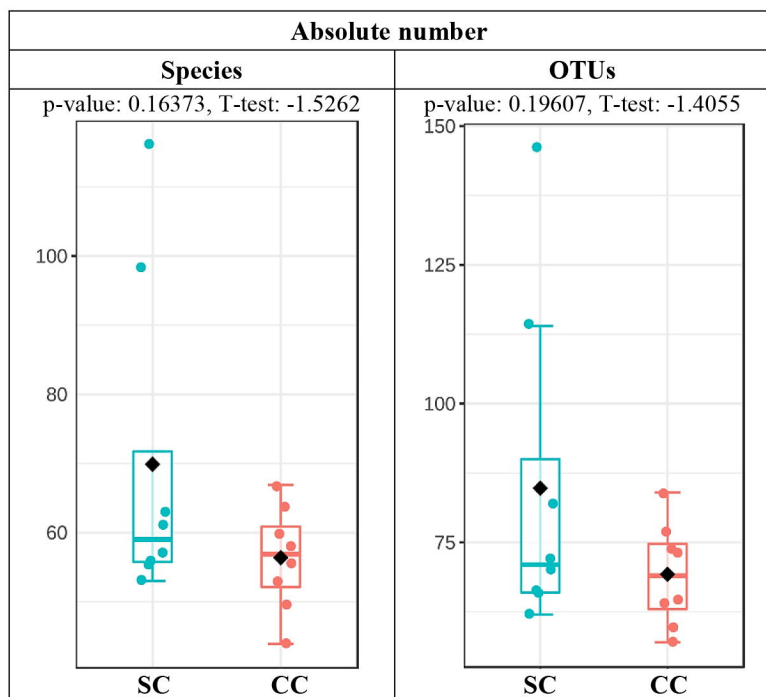 Absolute number
Species
OTUs
p-value: 0.16373, T-test: -1.5262
p-value: 0.19607, T-test: -1.4055
100
80
60
SC
CC
150
125
100
75
SC
CC